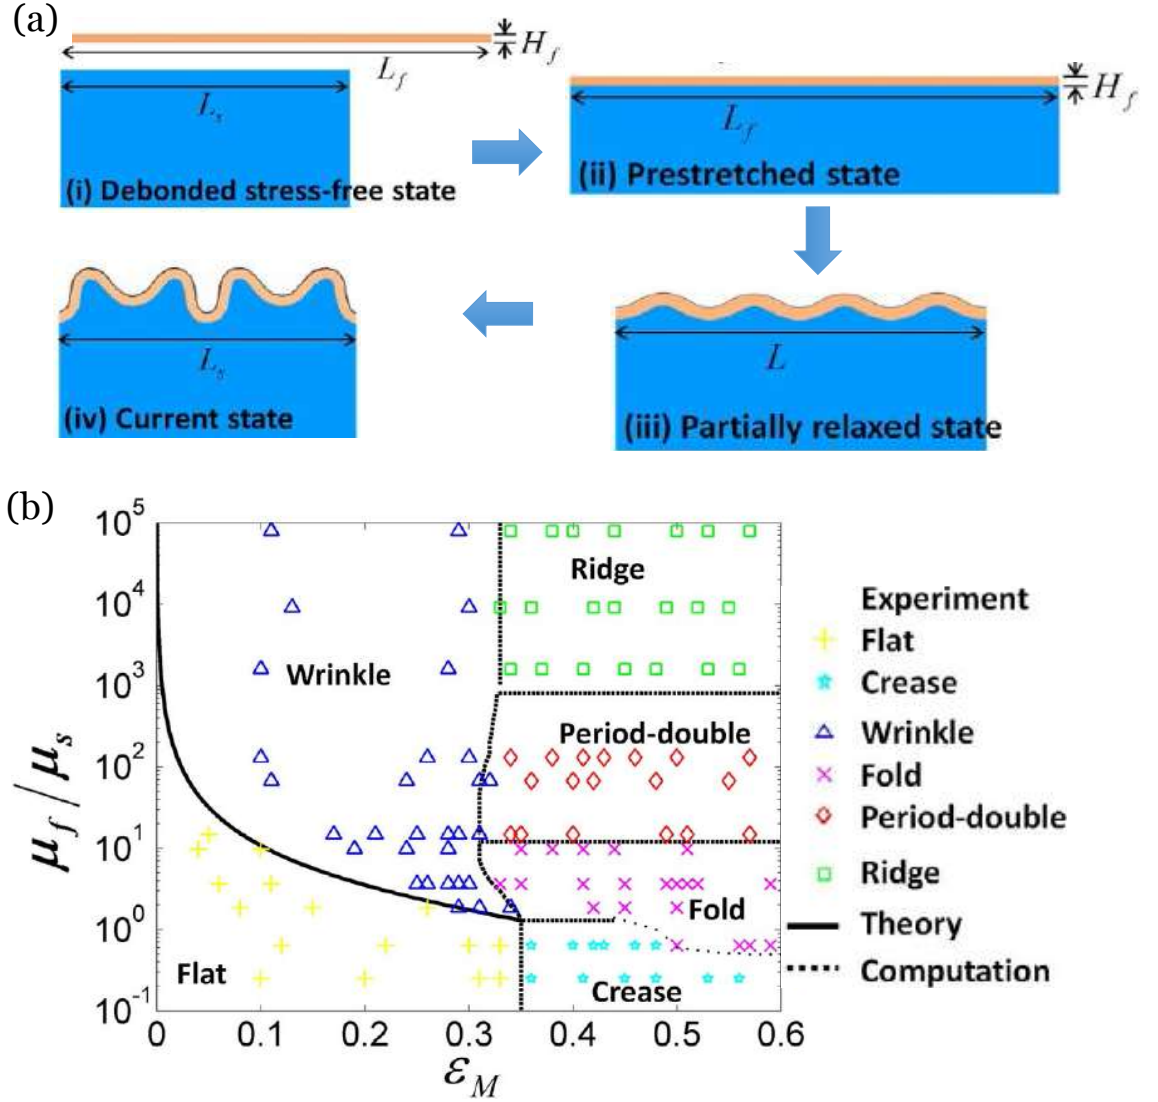 (a)
H_f
L_f
L_s
(i) Debonded stress-free state
H_f
L_f
(ii) Prestretched state
L_s
(iv) Current state
L
(iii) Partially relaxed state
(b)
μ_f / μ_s
10^5
10^4
10^3
10^2
10^1
10^0
10^-1
Ridge
Wrinkle
Period-double
Fold
Flat
Crease
0 0.1 0.2 0.3 0.4 0.5 0.6
ε_M
Experiment
Flat
Crease
Wrinkle
Fold
Period-double
Ridge
Theory
Computation